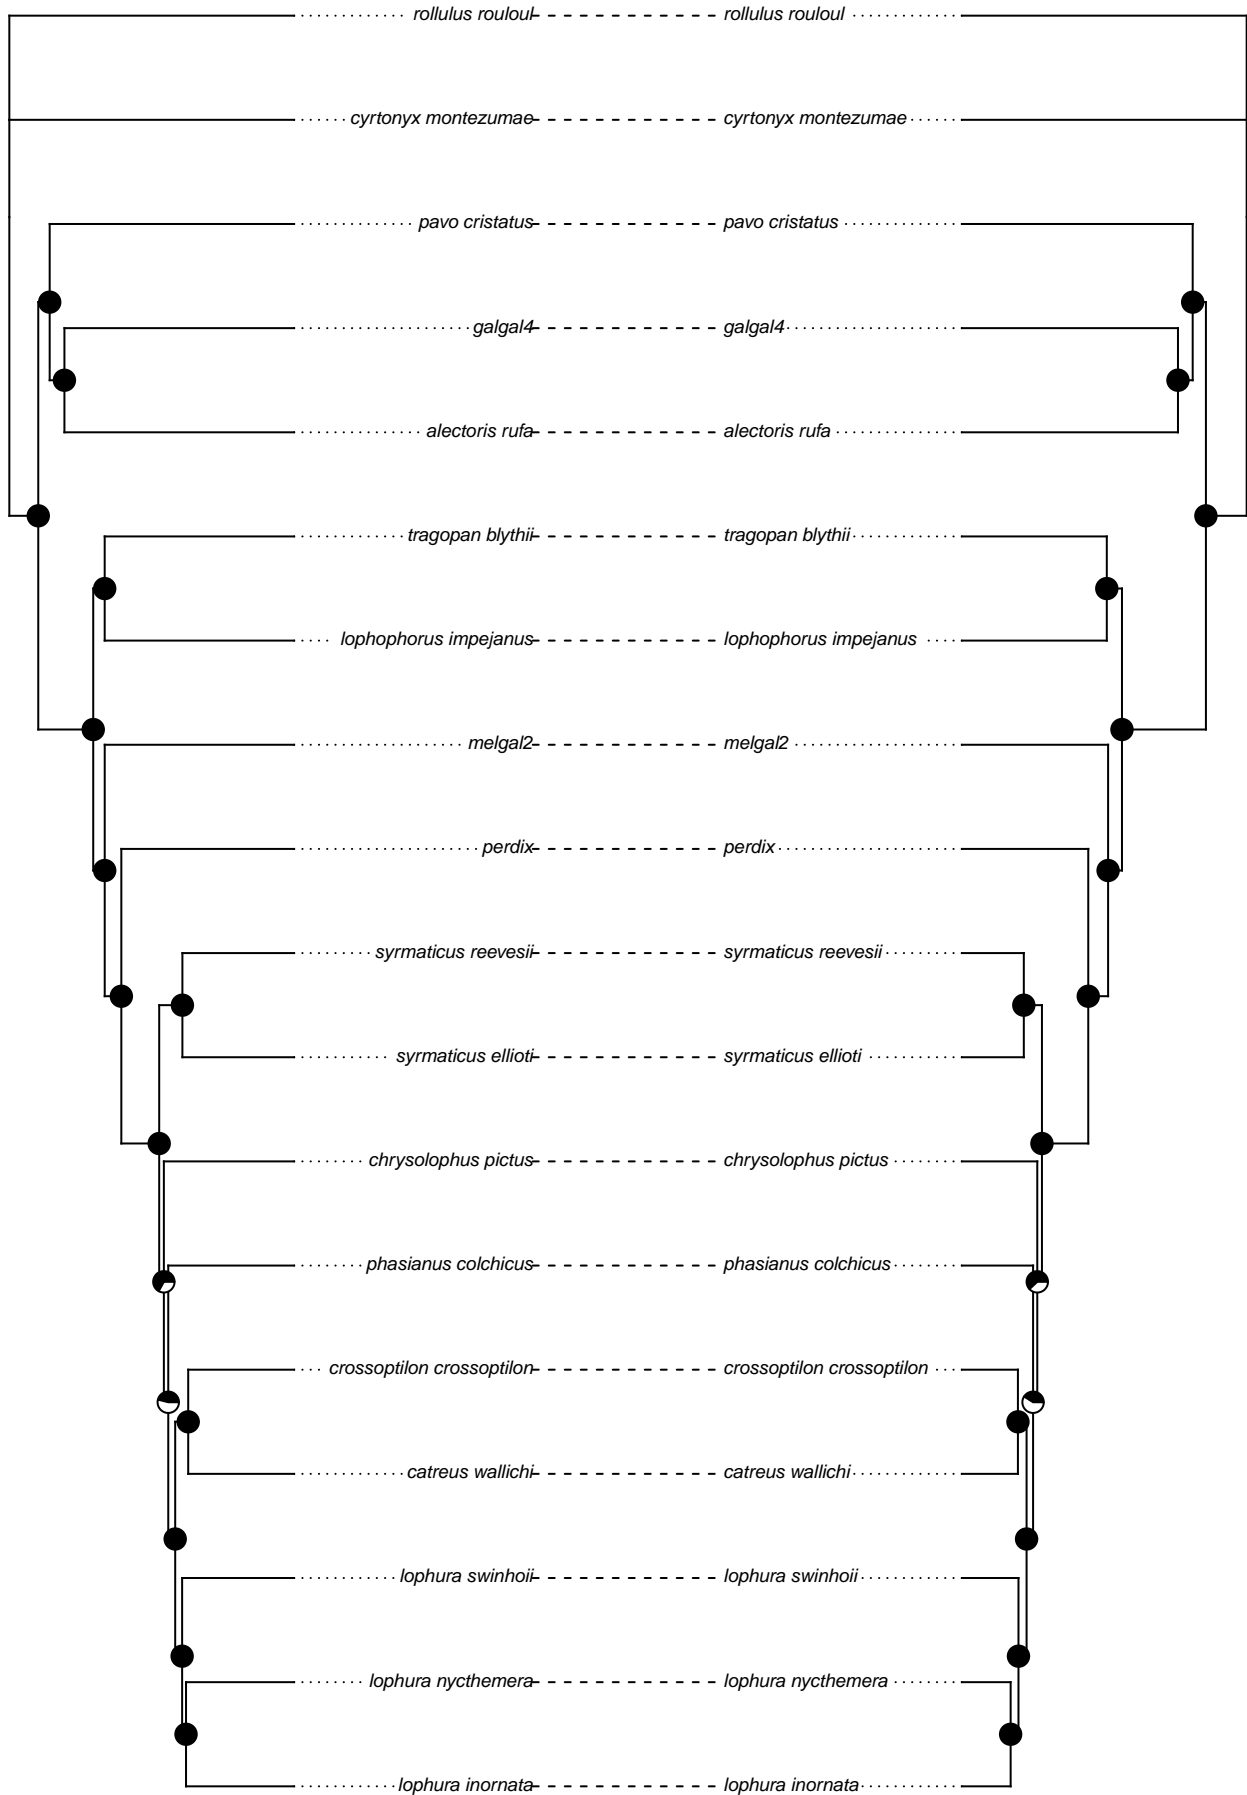 rollulus rouloul rollulus rouloul
cyrtonyx montezumae cyrtonyx montezumae
pavo cristatus pavo cristatus
galgal4 galgal4
alectoris rufa alectoris rufa
tragopan blythii tragopan blythii
lophophorus impejanus lophophorus impejanus
melgal2 melgal2
perdix perdix
syrmaticus reevesii syrmaticus reevesii
syrmaticus ellioti syrmaticus ellioti
chrysolophus pictus chrysolophus pictus
phasianus colchicus phasianus colchicus
crossoptilon crossoptilon crossoptilon crossoptilon
catreus wallichi catreus wallichi
lophura swinhoii lophura swinhoii
lophura nycthemera lophura nycthemera
lophura inornata lophura inornata